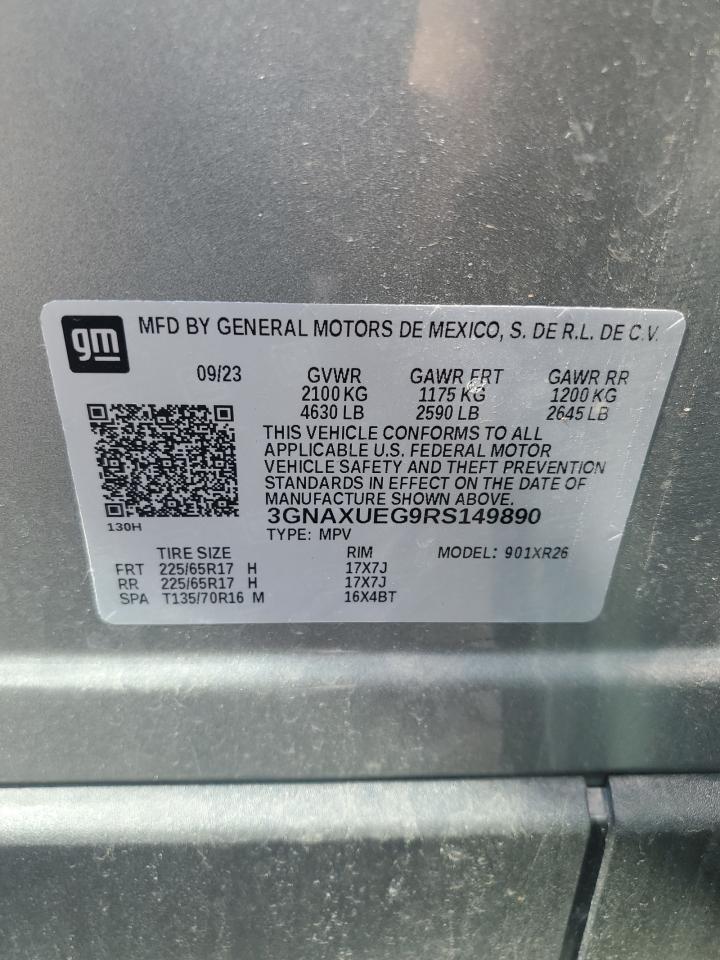 gm
MFD BY GENERAL MOTORS DE MEXICO, S. DE R.L. DE C.V.
09/23 GVWR GAWR FRT GAWR RR
2100 KG 1175 KG 1200 KG
4630 LB 2590 LB 2645 LB
THIS VEHICLE CONFORMS TO ALL
APPLICABLE U.S. FEDERAL MOTOR
VEHICLE SAFETY AND THEFT PREVENTION
STANDARDS IN EFFECT ON THE DATE OF
MANUFACTURE SHOWN ABOVE.
3GNAXUEG9RS149890
130H
TYPE: MPV
TIRE SIZE RIM MODEL: 901XR26
FRT 225/65R17 H 17X7J
RR 225/65R17 H 17X7J
SPA T135/70R16 M 16X4BT